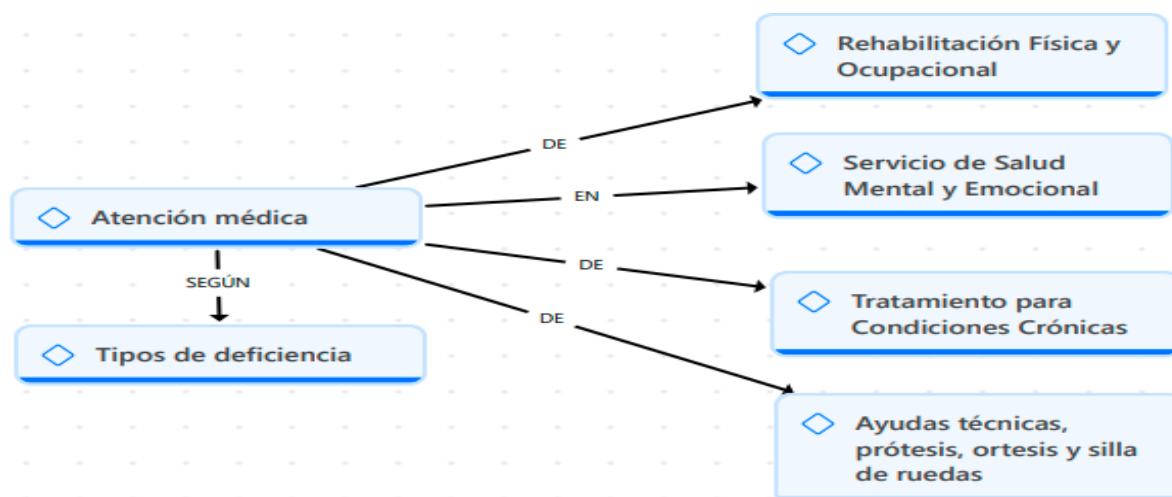 Rehabilitación Física y
Ocupacional
DE
Servicio de Salud
Mental y Emocional
EN
Atención médica
DE
SEGÚN
Tratamiento para
Condiciones Crónicas
DE
Tipos de deficiencia
Ayudas técnicas,
prótesis, ortesis y silla
de ruedas